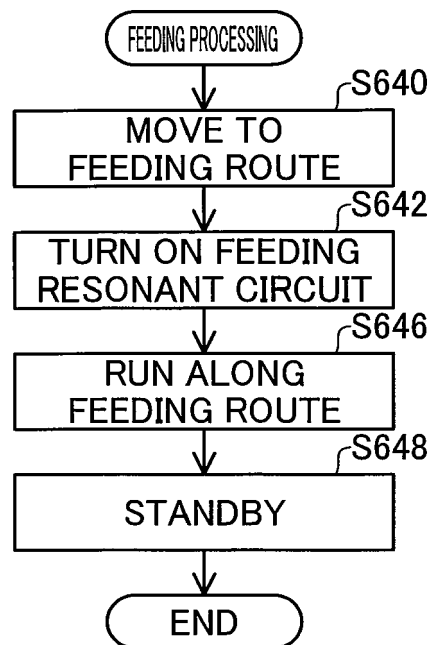 FEEDING PROCESSING
S640
MOVE TO
FEEDING ROUTE
S642
TURN ON FEEDING
RESONANT CIRCUIT
S646
RUN ALONG
FEEDING ROUTE
S648
STANDBY
END